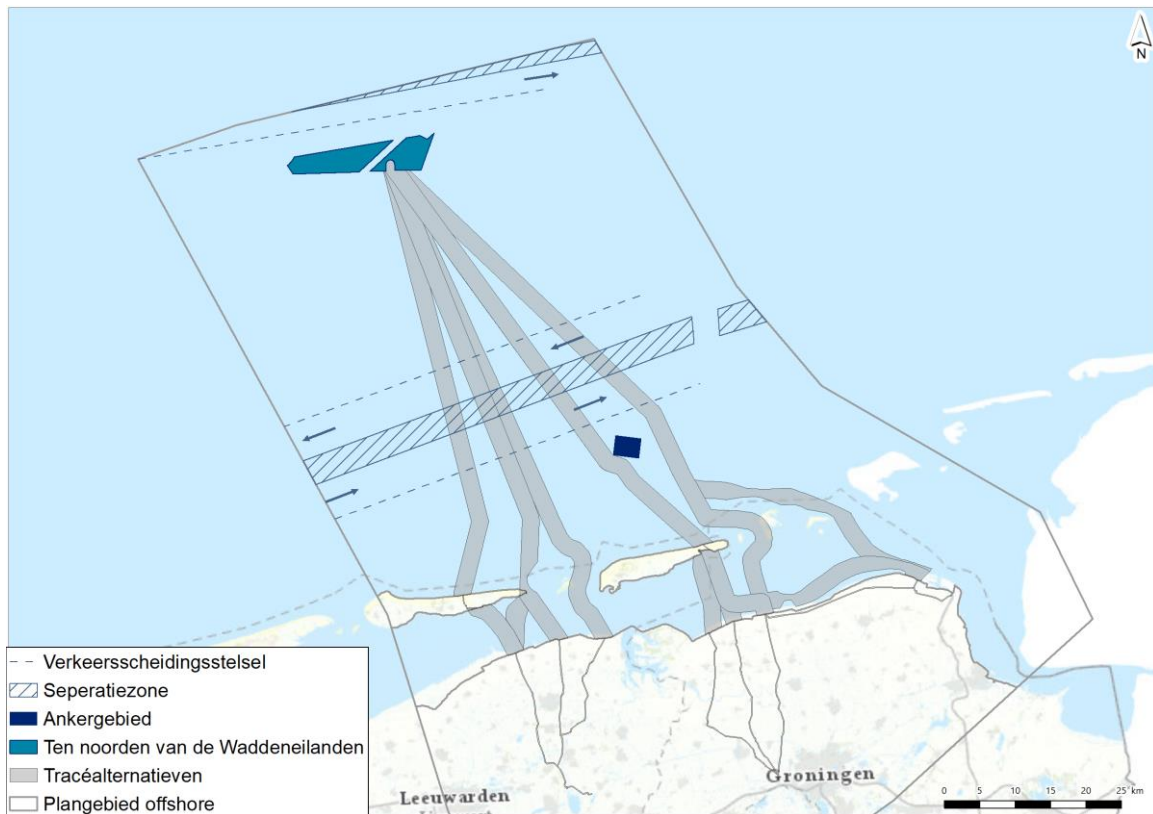 N
Verkeersscheidingsstelsel
Seperatiezone
Ankergebied
Ten noorden van de Waddeneilanden
Tracéalternatieven
Plangebied offshore
Leeuwarden
Groningen
0 5 10 15 20 25 km